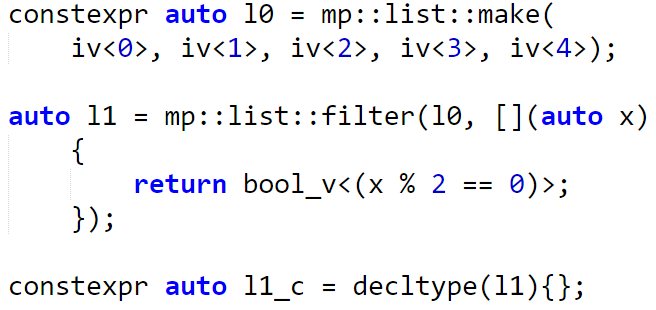 constexpr auto l0 = mp::list::make(
    iv<0>, iv<1>, iv<2>, iv<3>, iv<4>);
auto l1 = mp::list::filter(l0, [](auto x)
    {
        return bool_v<(x % 2 == 0)>;
    });
constexpr auto l1_c = decltype(l1){};